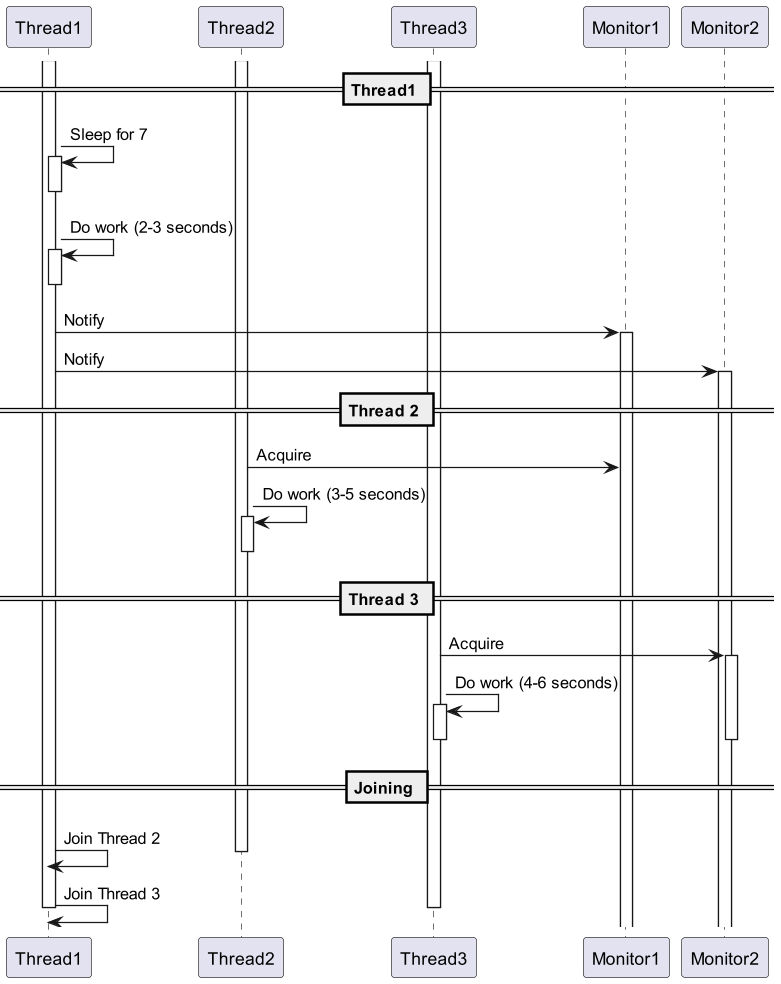 Thread1 Thread2 Thread3 Monitor1 Monitor2
Thread1
Sleep for 7
Do work (2-3 seconds)
Notify
Notify
Thread 2
Acquire
Do work (3-5 seconds)
Thread 3
Acquire
Do work (4-6 seconds)
Joining
Join Thread 2
Join Thread 3
Thread1 Thread2 Thread3 Monitor1 Monitor2